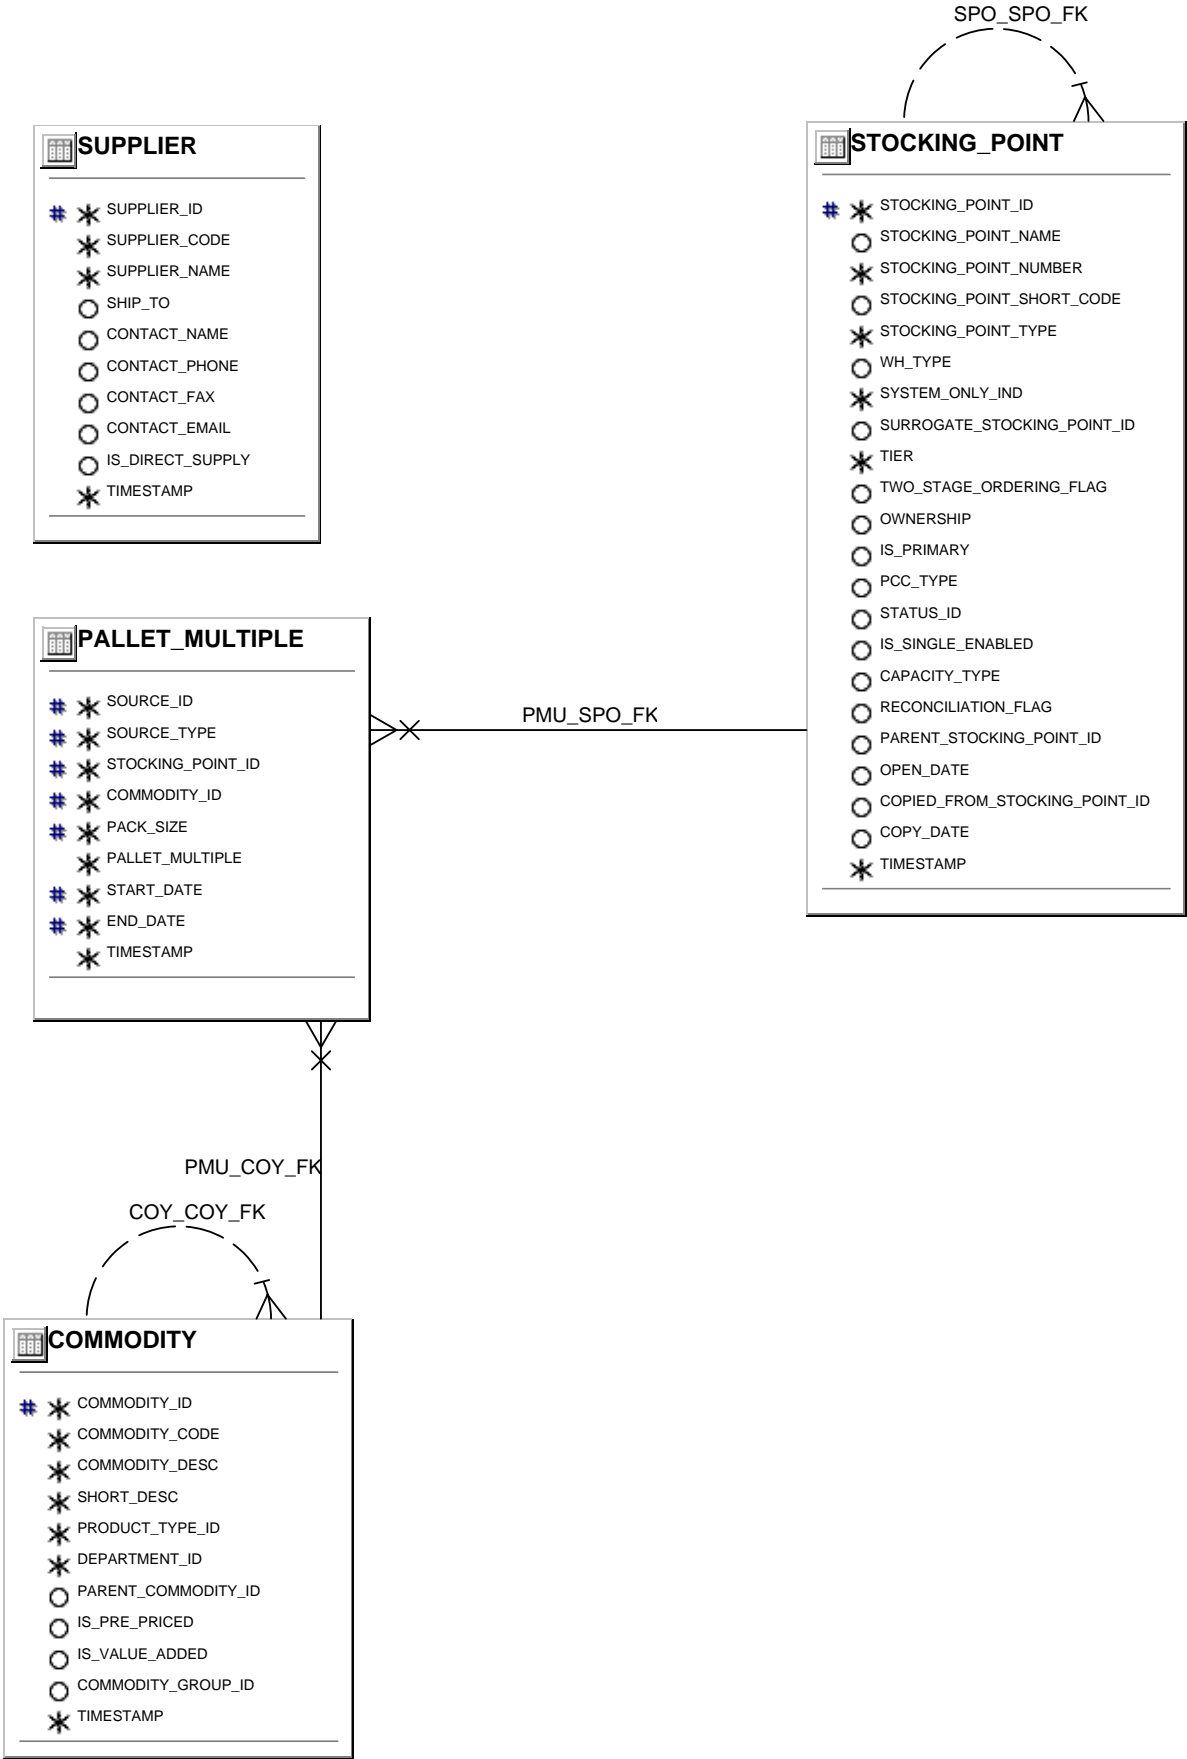 SPO_SPO_FK
SUPPLIER
# * SUPPLIER_ID
* SUPPLIER_CODE
* SUPPLIER_NAME
O SHIP_TO
O CONTACT_NAME
O CONTACT_PHONE
O CONTACT_FAX
O CONTACT_EMAIL
O IS_DIRECT_SUPPLY
* TIMESTAMP
STOCKING_POINT
# * STOCKING_POINT_ID
O STOCKING_POINT_NAME
* STOCKING_POINT_NUMBER
O STOCKING_POINT_SHORT_CODE
* STOCKING_POINT_TYPE
O WH_TYPE
* SYSTEM_ONLY_IND
O SURROGATE_STOCKING_POINT_ID
* TIER
O TWO_STAGE_ORDERING_FLAG
O OWNERSHIP
O IS_PRIMARY
O PCC_TYPE
O STATUS_ID
O IS_SINGLE_ENABLED
O CAPACITY_TYPE
O RECONCILIATION_FLAG
O PARENT_STOCKING_POINT_ID
O OPEN_DATE
O COPIED_FROM_STOCKING_POINT_ID
O COPY_DATE
* TIMESTAMP
PALLET_MULTIPLE
# * SOURCE_ID
# * SOURCE_TYPE
# * STOCKING_POINT_ID
# * COMMODITY_ID
# * PACK_SIZE
* PALLET_MULTIPLE
# * START_DATE
# * END_DATE
* TIMESTAMP
PMU_SPO_FK
PMU_COY_FK
COY_COY_FK
COMMODITY
# * COMMODITY_ID
* COMMODITY_CODE
* COMMODITY_DESC
* SHORT_DESC
* PRODUCT_TYPE_ID
* DEPARTMENT_ID
O PARENT_COMMODITY_ID
O IS_PRE_PRICED
O IS_VALUE_ADDED
O COMMODITY_GROUP_ID
* TIMESTAMP